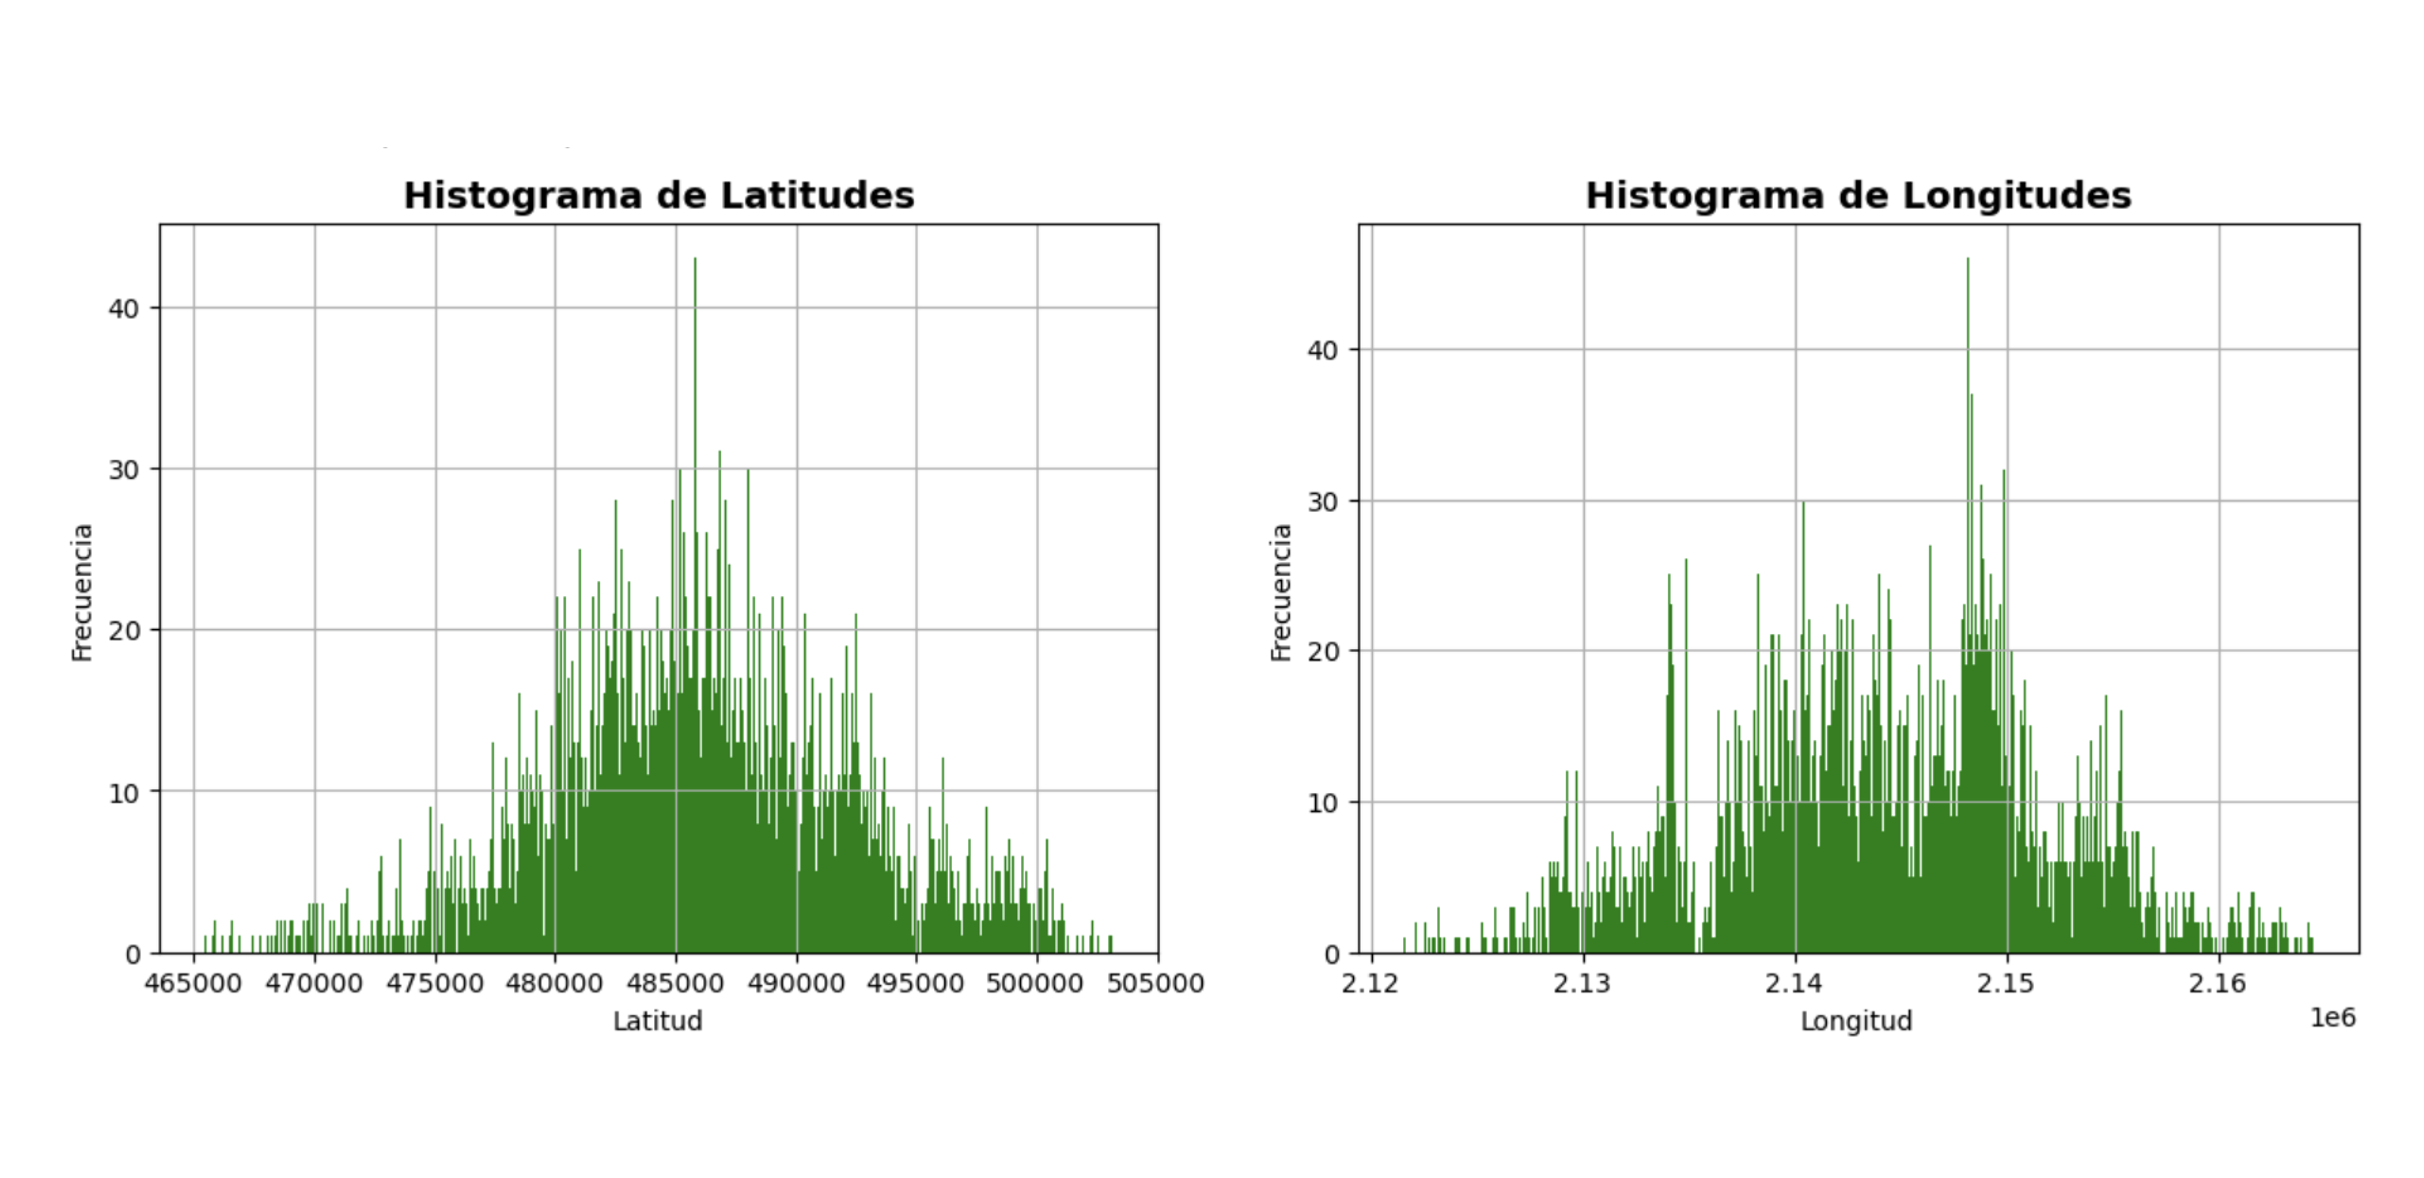 Histograma de Latitudes
Frecuencia
40
30
20
10
0
465000 470000 475000 480000 485000 490000 495000 500000 505000
Latitud
Histograma de Longitudes
Frecuencia
40
30
20
10
0
2.12 2.13 2.14 2.15 2.16
1e6
Longitud